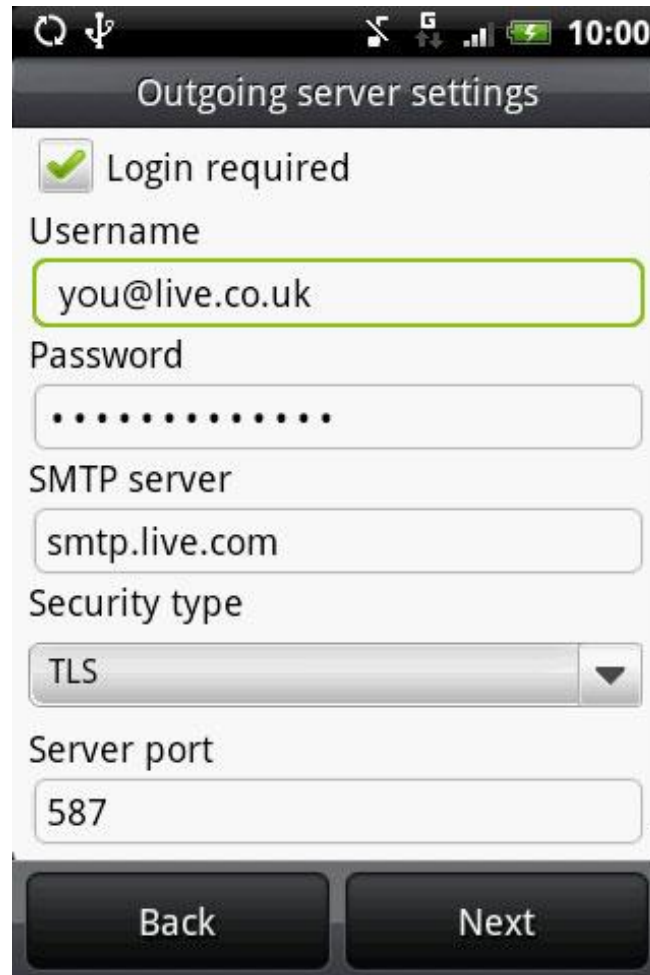 G
10:00
Outgoing server settings
Login required
Username
you@live.co.uk
Password
•••••••••••••
SMTP server
smtp.live.com
Security type
TLS
Server port
587
Back
Next